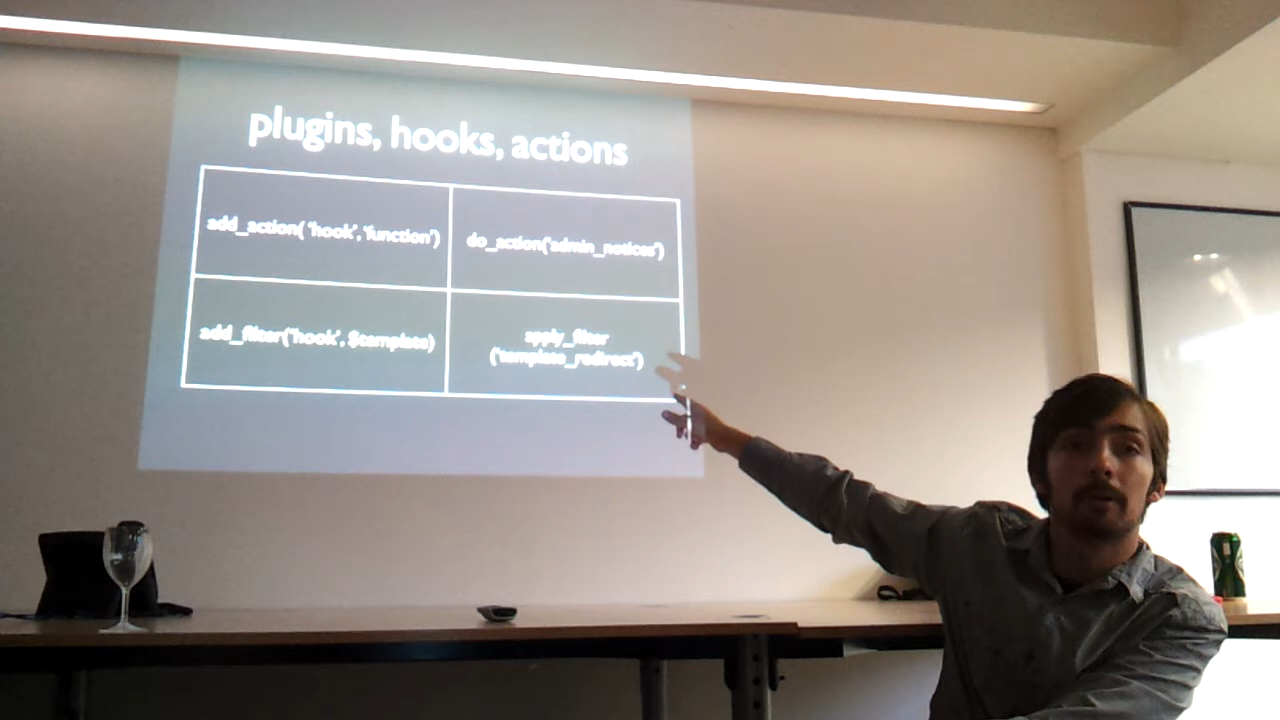 plugins, hooks, actions
add_action( 'hook', 'function')
do_action('admin_notices')
add_filter('hook', $template)
apply_filter
('template_redirect')